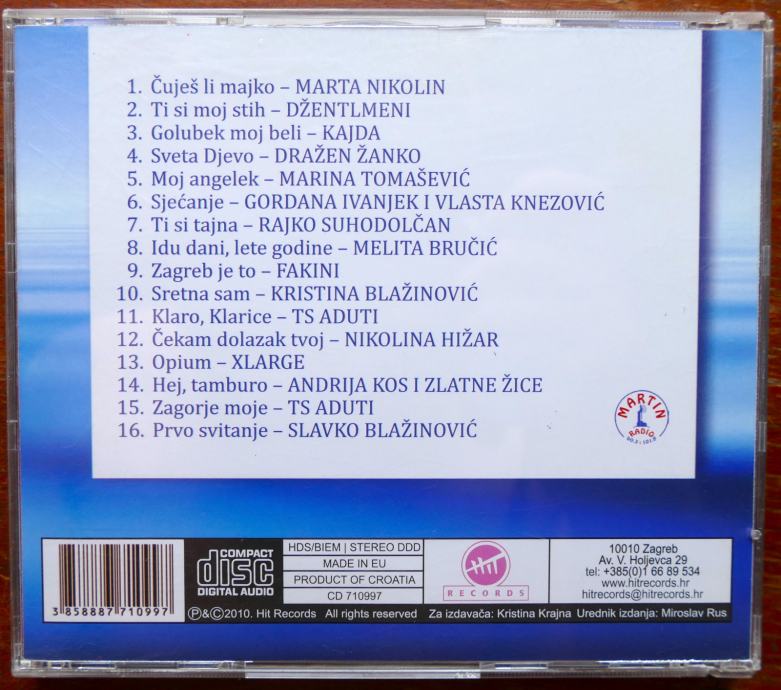 1. Čuješ li majko – MARTA NIKOLIN
2. Ti si moj stih – DŽENTLMENI
3. Golubek moj beli – KAJDA
4. Sveta Djevo – DRAŽEN ŽANKO
5. Moj angelek – MARINA TOMAŠEVIĆ
6. Sjećanje – GORDANA IVANJEK I VLASTA KNEZOVIĆ
7. Ti si tajna – RAJKO SUHODOLČAN
8. Idu dani, lete godine – MELITA BRUČIĆ
9. Zagreb je to – FAKINI
10. Sretna sam – KRISTINA BLAŽINOVIĆ
11. Klaro, Klarice – TS ADUTI
12. Čekam dolazak tvoj – NIKOLINA HIŽAR
13. Opium – XLARGE
14. Hej, tamburo – ANDRIJA KOS I ZLATNE ŽICE
15. Zagorje moje – TS ADUTI
16. Prvo svitanje – SLAVKO BLAŽINOVIĆ
MARTIN
RADIO
3 858887 710997
COMPACT
disc
DIGITAL AUDIO
HDS/BIEM | STEREO DDD
MADE IN EU
PRODUCT OF CROATIA
CD 710997
Hit
RECORDS
10010 Zagreb
Av. V. Holjevca 29
tel: +385(0)1 66 89 534
www.hitrecords.hr
hitrecords@hitrecords.hr
℗&©2010. Hit Records All rights reserved Za izdavača: Kristina Krajna Urednik izdanja: Miroslav Rus